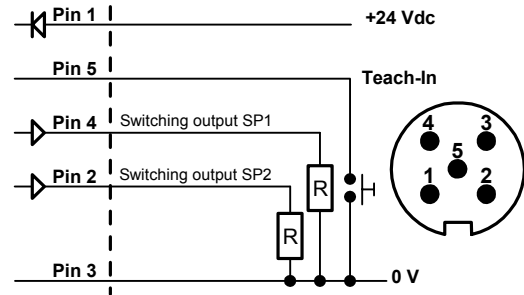 Pin 1 +24 Vdc
Pin 5 Teach-In
Pin 4 Switching output SP1
Pin 2 Switching output SP2
R
R
Pin 3 0 V
4 3
5
1 2